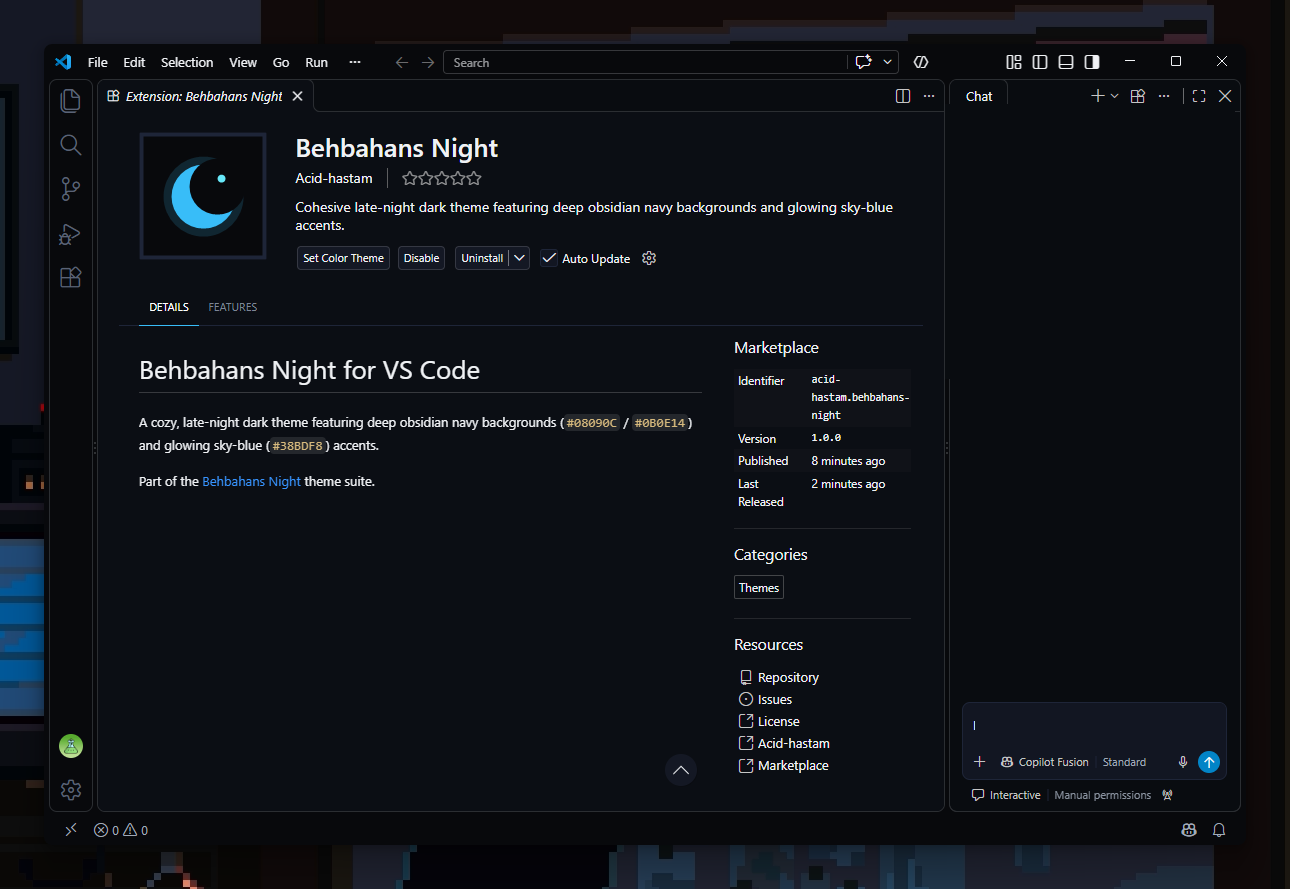 File Edit Selection View Go Run ···
Search
Extension: Behbahans Night
Behbahans Night
Acid-hastam
Cohesive late-night dark theme featuring deep obsidian navy backgrounds and glowing sky-blue
accents.
Set Color Theme Disable Uninstall Auto Update
DETAILS FEATURES
Behbahans Night for VS Code
A cozy, late-night dark theme featuring deep obsidian navy backgrounds (#08090C / #0B0E14)
and glowing sky-blue (#38BDF8) accents.
Part of the Behbahans Night theme suite.
Marketplace
Identifier acid-
hastam.behbahans-
night
Version 1.0.0
Published 8 minutes ago
Last 2 minutes ago
Released
Categories
Themes
Resources
Repository
Issues
License
Acid-hastam
Marketplace
Chat
Copilot Fusion Standard
Interactive Manual permissions
0 0